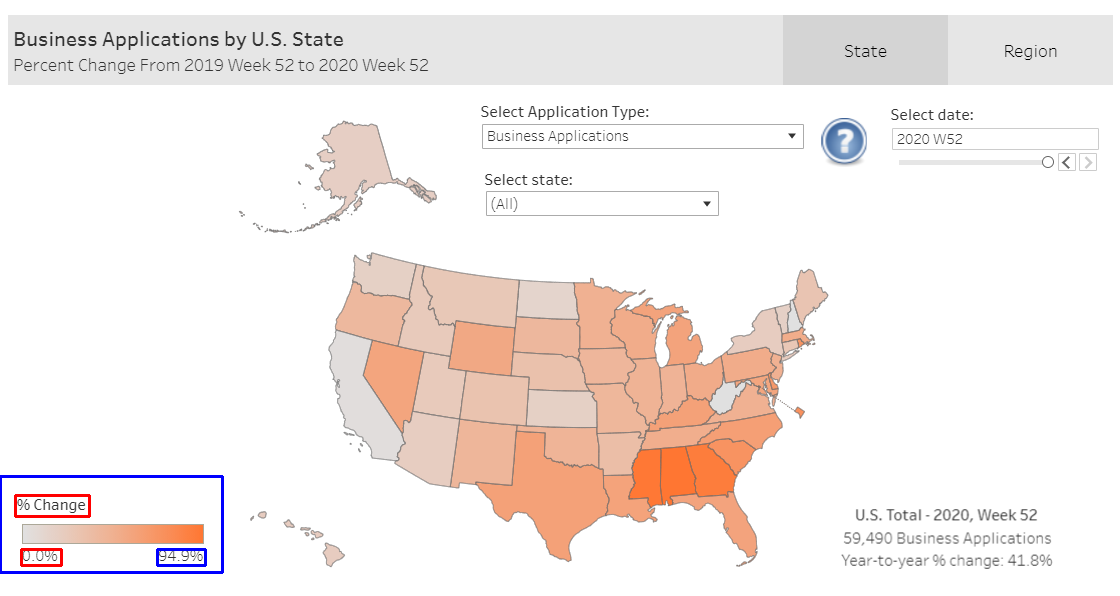 Business Applications by U.S. State
Percent Change From 2019 Week 52 to 2020 Week 52
State
Region
Select Application Type:
Business Applications
?
Select date:
2020 W52
Select state:
(All)
% Change
0.0%
94.9%
U.S. Total - 2020, Week 52
59,490 Business Applications
Year-to-year % change: 41.8%